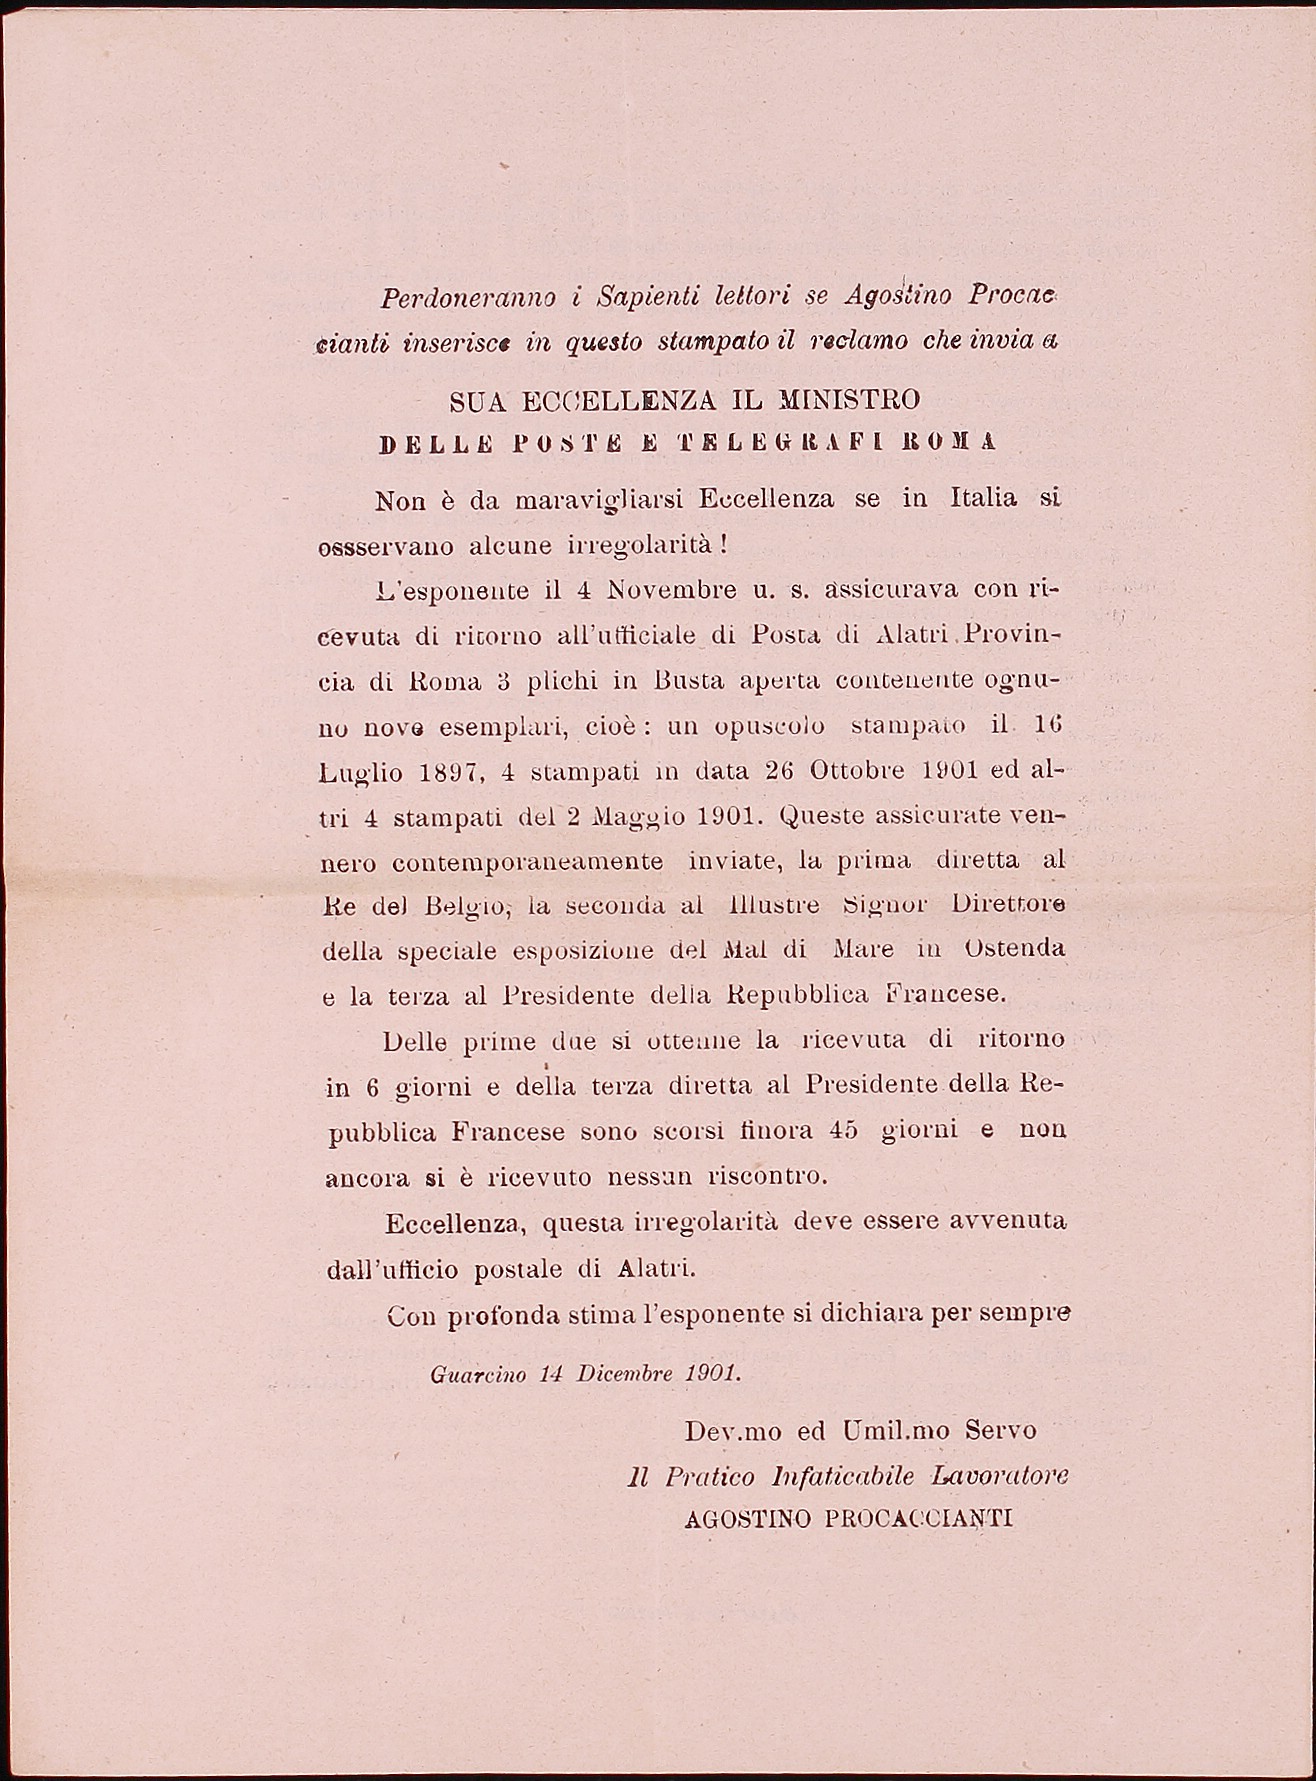 Perdoneranno i Sapienti lettori se Agostino Procac
cianti inserisce in questo stampato il reclamo che invia a
SUA ECCELLENZA IL MINISTRO
DELLE POSTE E TELEGRAFI ROMA
Non è da maravigliarsi Eccellenza se in Italia si
ossservano alcune irregolarità !
L'esponente il 4 Novembre u. s. assicurava con ri-
cevuta di ritorno all'ufficiale di Posta di Alatri Provin-
cia di Roma 3 plichi in Busta aperta contenente ognu-
no nove esemplari, cioè : un opuscolo stampato il 16
Luglio 1897, 4 stampati in data 26 Ottobre 1901 ed al-
tri 4 stampati del 2 Maggio 1901. Queste assicurate ven-
nero contemporaneamente inviate, la prima diretta al
Re del Belgio, la seconda al Illustre Signor Direttore
della speciale esposizione del Mal di Mare in Ostenda
e la terza al Presidente della Repubblica Francese.
Delle prime due si ottenne la ricevuta di ritorno
in 6 giorni e della terza diretta al Presidente della Re-
pubblica Francese sono scorsi finora 45 giorni e non
ancora si è ricevuto nessun riscontro.
Eccellenza, questa irregolarità deve essere avvenuta
dall'ufficio postale di Alatri.
Con profonda stima l'esponente si dichiara per sempre
Guarcino 14 Dicembre 1901.
Dev.mo ed Umil.mo Servo
Il Pratico Infaticabile Lavoratore
AGOSTINO PROCACCIANTI